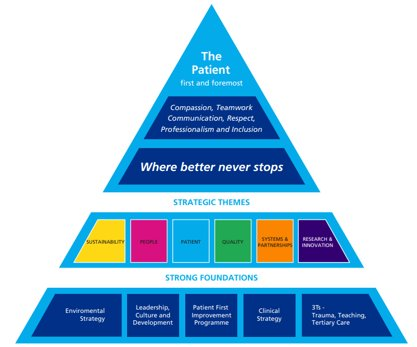 The
Patient
first and foremost
Compassion, Teamwork
Communication, Respect,
Professionalism and Inclusion
Where better never stops
STRATEGIC THEMES
SUSTAINABILITY
PEOPLE
PATIENT
QUALITY
SYSTEMS &
PARTNERSHIPS
RESEARCH &
INNOVATION
STRONG FOUNDATIONS
Enviromental
Strategy
Leadership,
Culture and
Development
Patient First
Improvement
Programme
Clinical
Strategy
3Ts -
Trauma, Teaching,
Tertiary Care